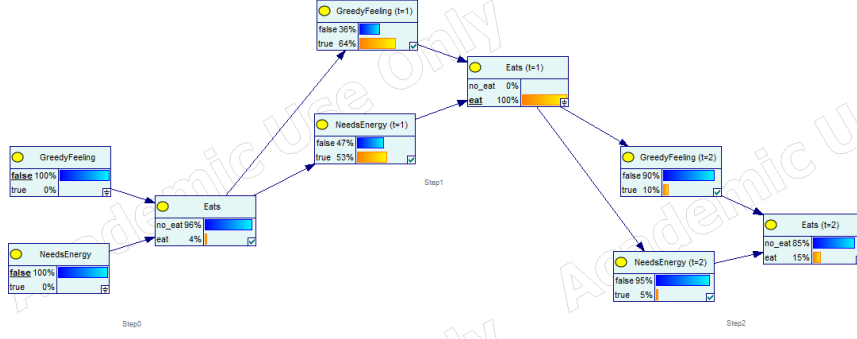 GreedyFeeling (t=1)
false 36%
true 64%
Eats (t=1)
no_eat 0%
eat 100%
NeedsEnergy (t=1)
false 47%
true 53%
Step1
GreedyFeeling
false 100%
true 0%
Eats
no_eat 96%
eat 4%
NeedsEnergy
false 100%
true 0%
Step0
GreedyFeeling (t=2)
false 90%
true 10%
Eats (t=2)
no_eat 85%
eat 15%
NeedsEnergy (t=2)
false 95%
true 5%
Step2
Academic Use Only
Academic U